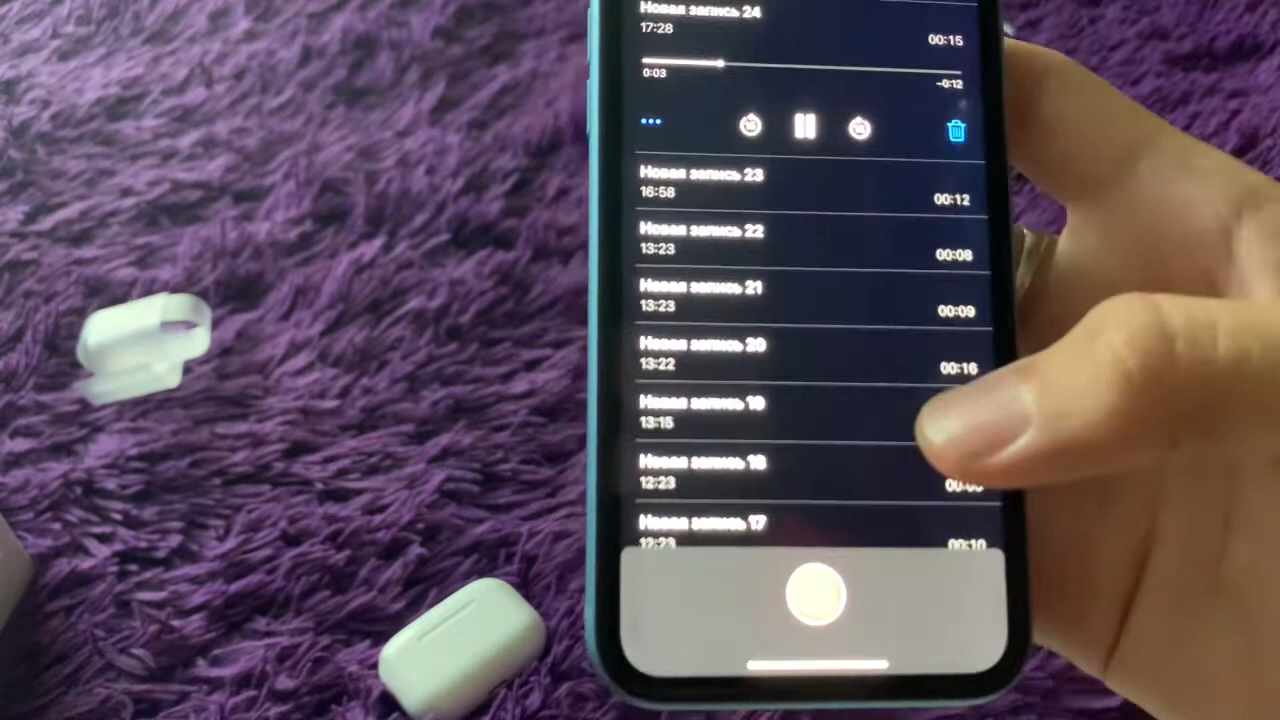 Новая запись 24
17:28
00:15
0:03
-0:12
Новая запись 23
16:58
00:12
Новая запись 22
13:23
00:08
Новая запись 21
13:23
00:09
Новая запись 20
13:22
00:16
Новая запись 19
13:15
Новая запись 18
12:23
Новая запись 17
12:23
00:10